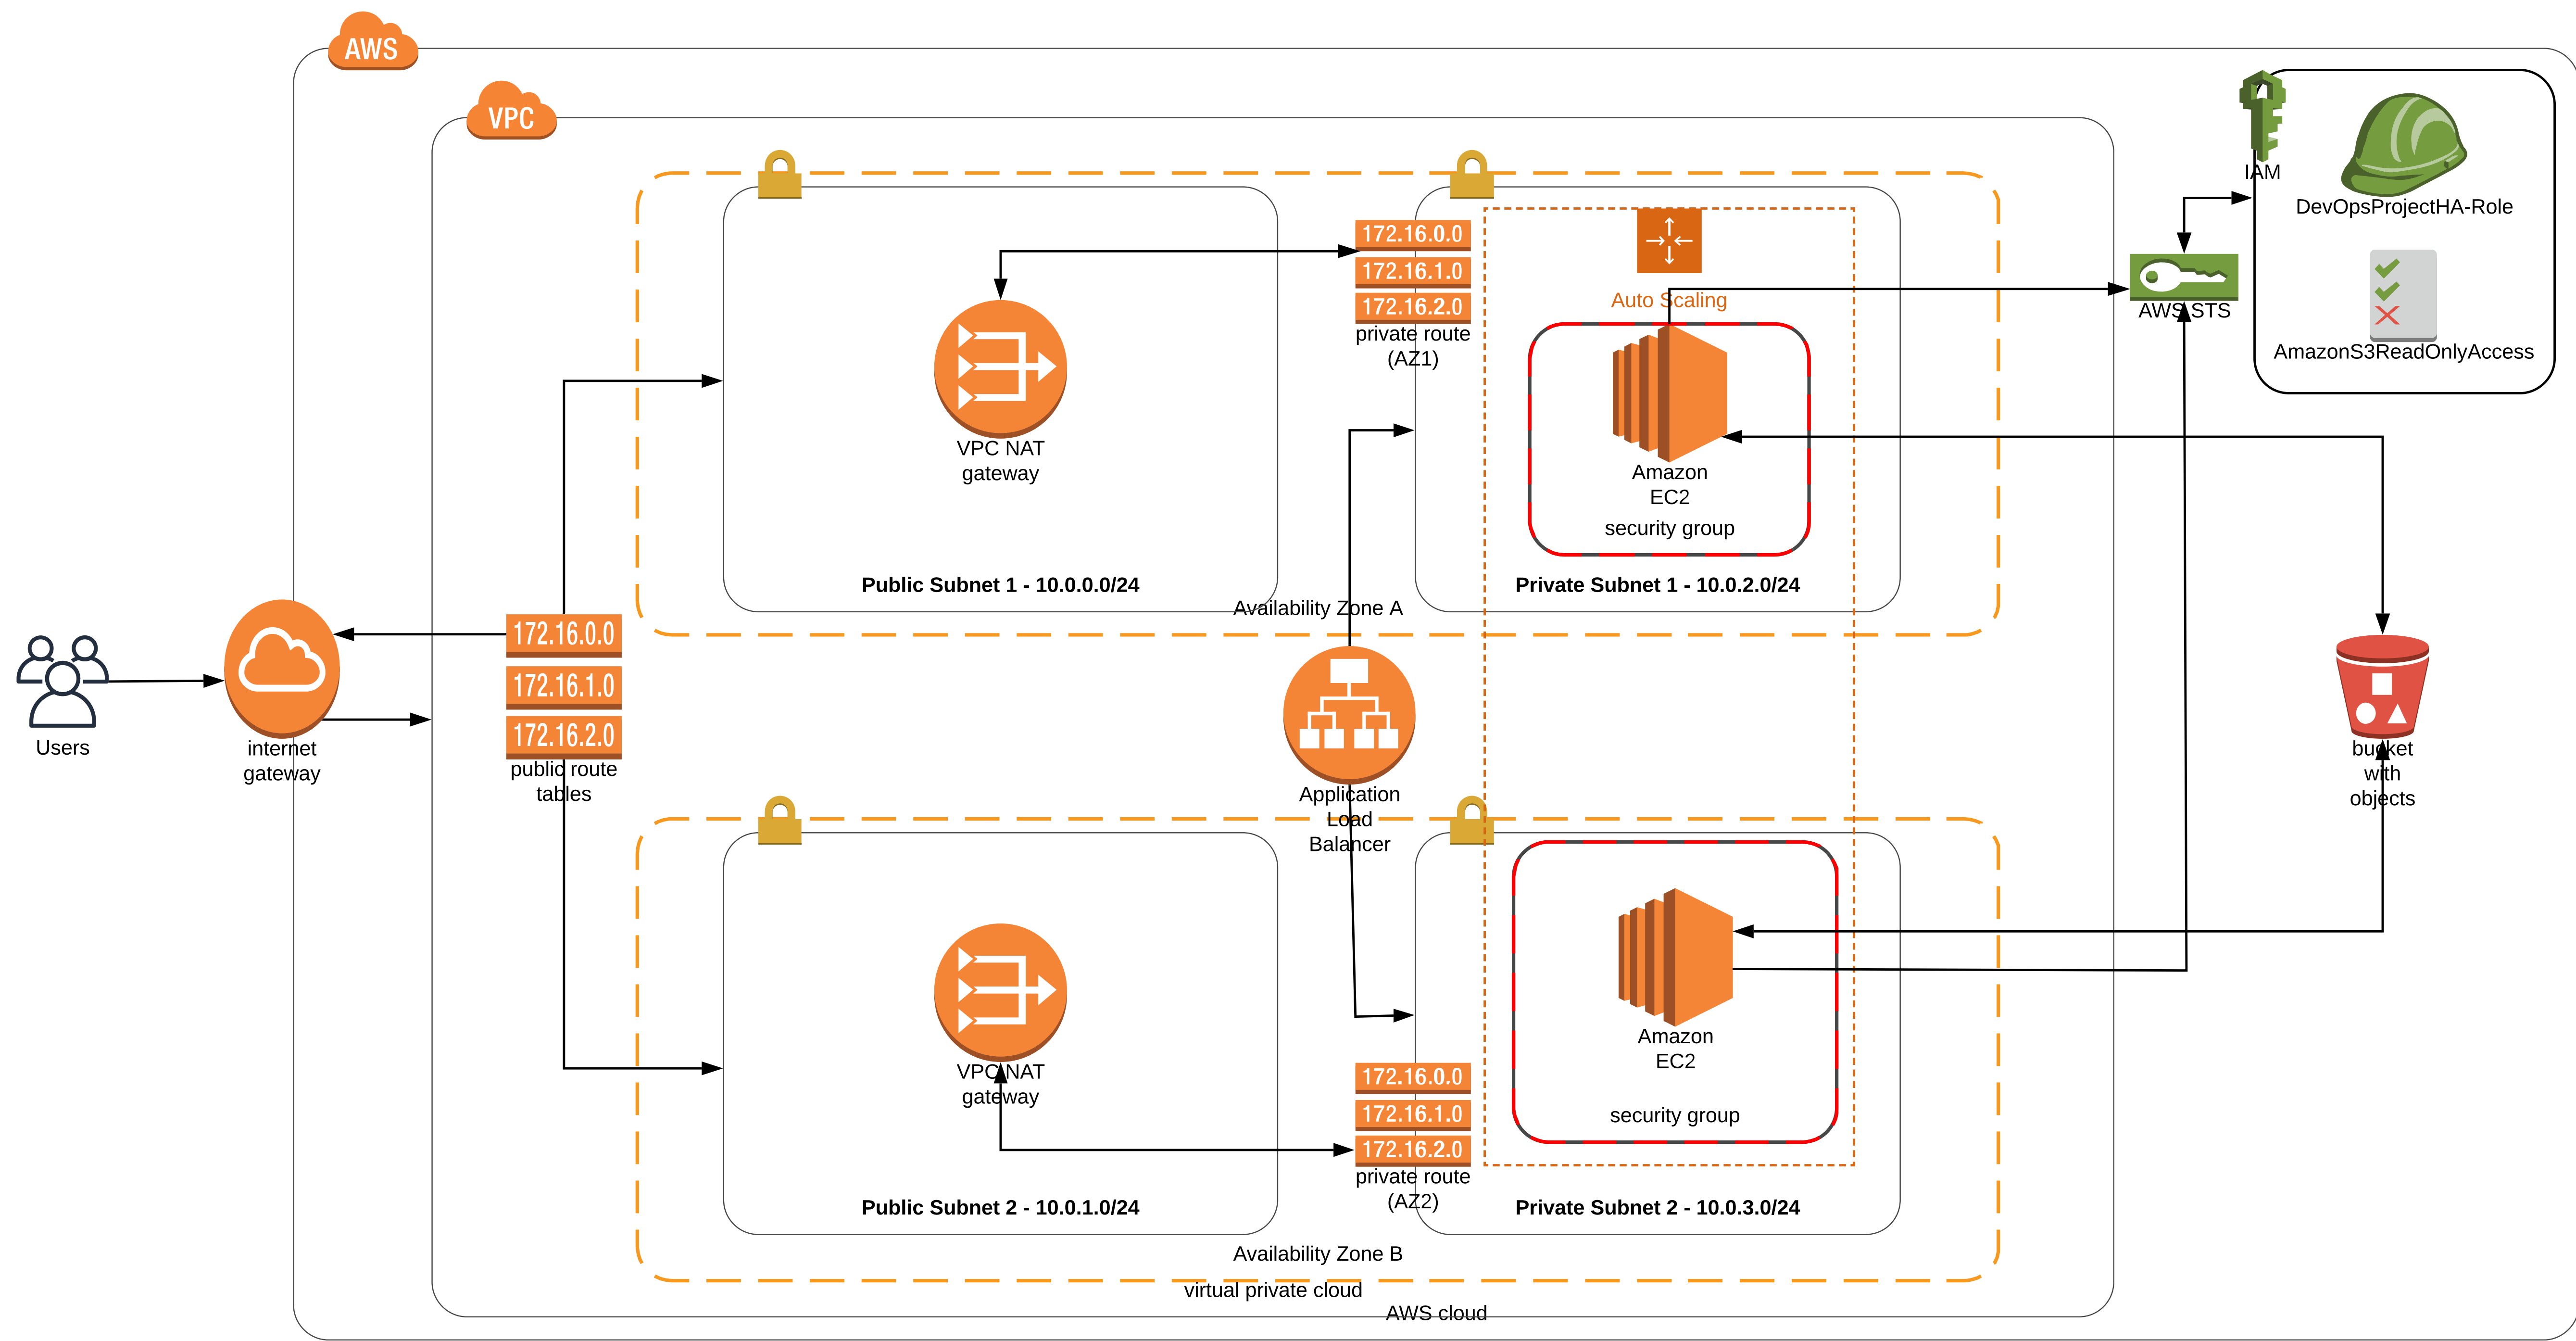 AWS
VPC
IAM
DevOpsProjectHA-Role
172.16.0.0
172.16.1.0
172.16.2.0
private route
(AZ1)
Auto Scaling
AWS STS
AmazonS3ReadOnlyAccess
VPC NAT
gateway
Amazon
EC2
security group
Public Subnet 1 - 10.0.0.0/24
Private Subnet 1 - 10.0.2.0/24
Availability Zone A
Users
internet
gateway
172.16.0.0
172.16.1.0
172.16.2.0
public route
tables
Application
Load
Balancer
bucket
with
objects
VPC NAT
gateway
Amazon
EC2
security group
172.16.0.0
172.16.1.0
172.16.2.0
private route
(AZ2)
Public Subnet 2 - 10.0.1.0/24
Private Subnet 2 - 10.0.3.0/24
Availability Zone B
virtual private cloud
AWS cloud